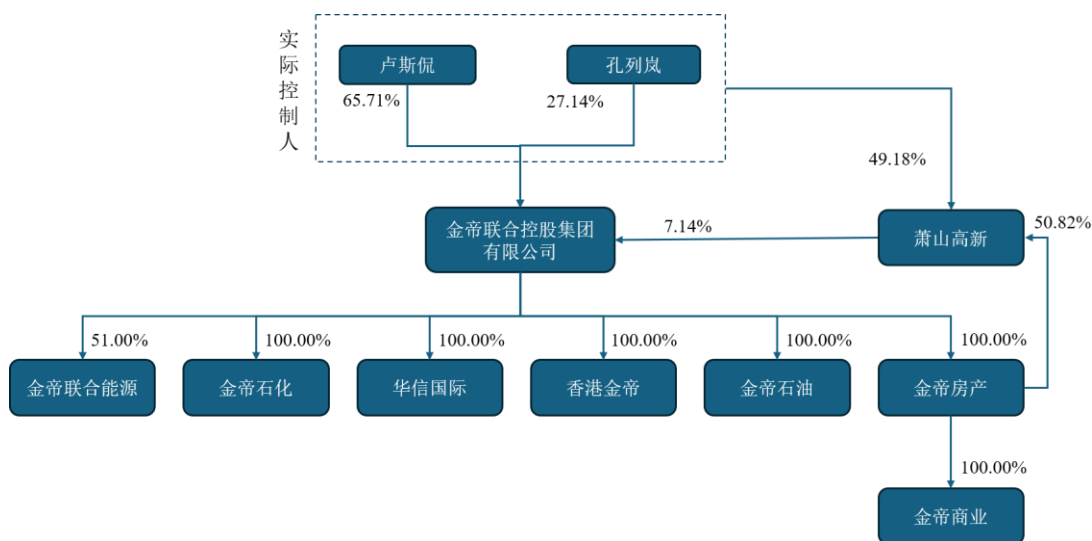 实际控制人
卢斯侃
孔列岚
65.71%
27.14%
49.18%
金帝联合控股集团
有限公司
7.14%
萧山高新
50.82%
51.00%
100.00%
100.00%
100.00%
100.00%
100.00%
金帝联合能源
金帝石化
华信国际
香港金帝
金帝石油
金帝房产
100.00%
金帝商业